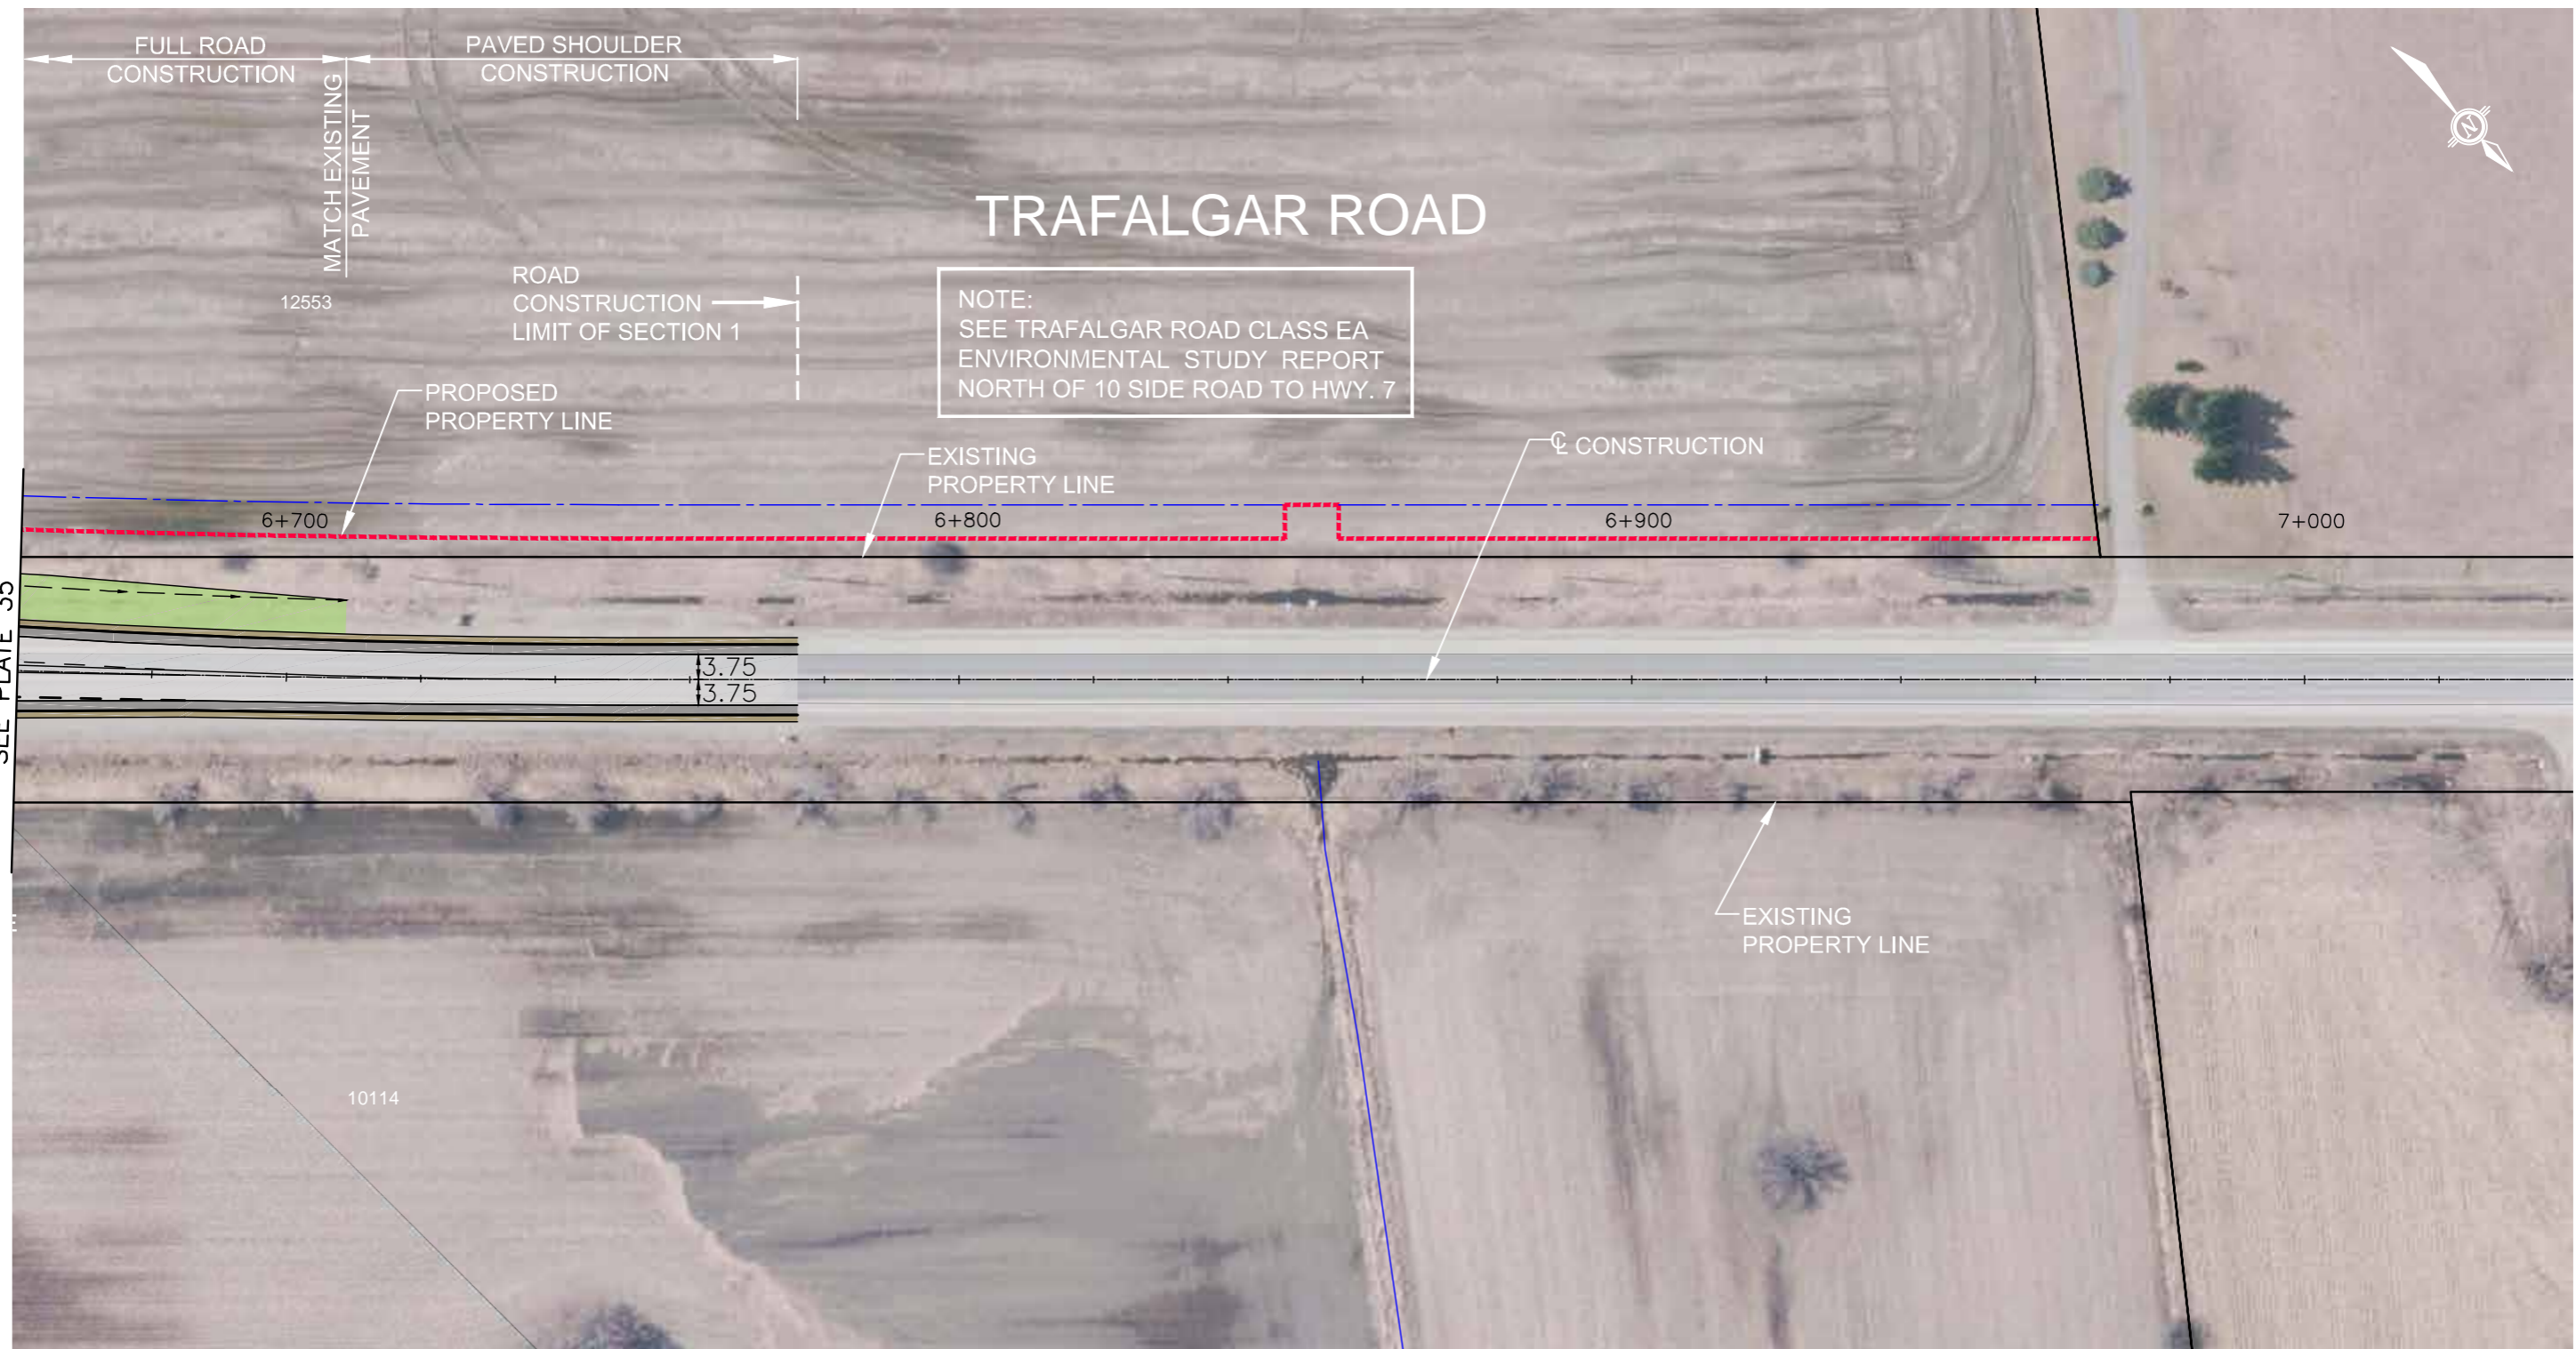 FULL ROAD
CONSTRUCTION
PAVED SHOULDER
CONSTRUCTION
MATCH EXISTING
PAVEMENT
N
TRAFALGAR ROAD
12553
ROAD
CONSTRUCTION
LIMIT OF SECTION 1
NOTE:
SEE TRAFALGAR ROAD CLASS EA
ENVIRONMENTAL STUDY REPORT
NORTH OF 10 SIDE ROAD TO HWY. 7
PROPOSED
PROPERTY LINE
EXISTING
PROPERTY LINE
℄ CONSTRUCTION
6+700
6+800
6+900
7+000
SEE PLATE 35
3.75
3.75
EXISTING
PROPERTY LINE
10114